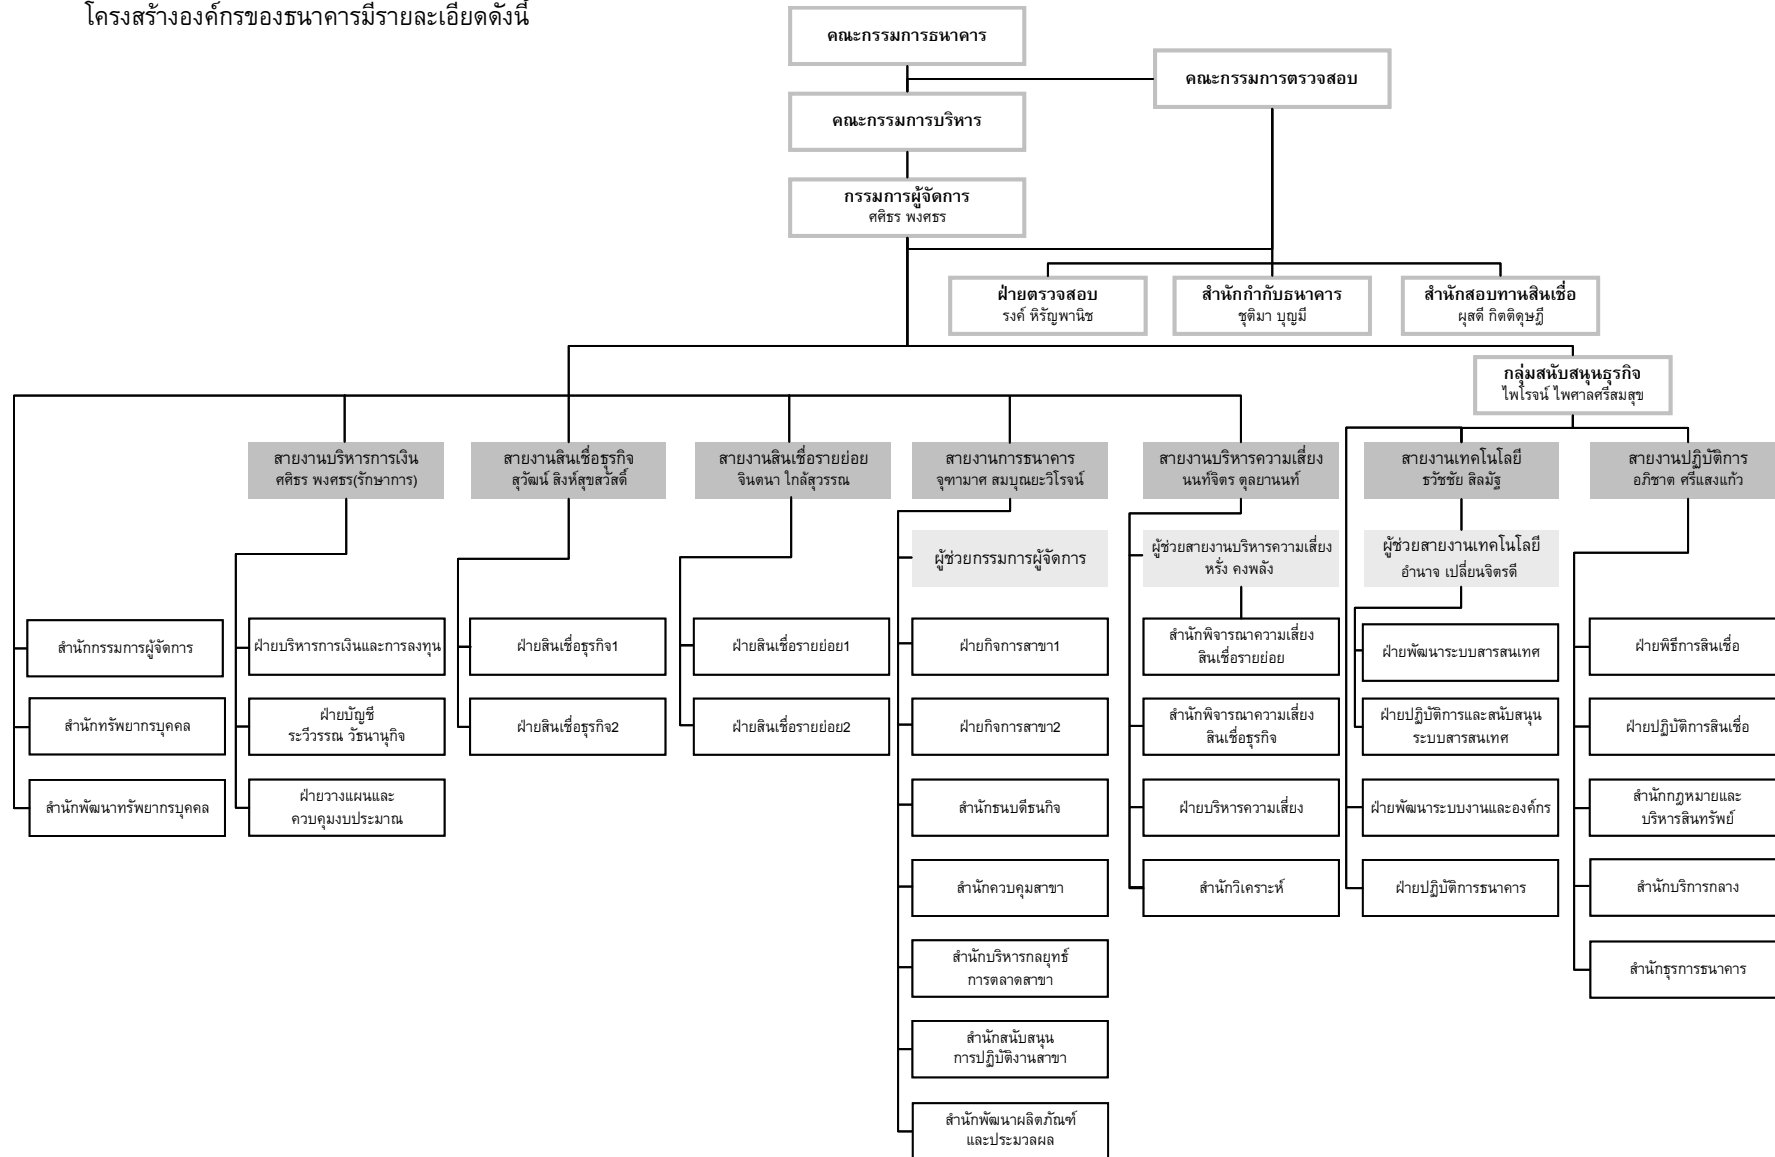 โครงสร้างองค์กรของธนาคารมีรายละเอียดดังนี้
คณะกรรมการธนาคาร
คณะกรรมการตรวจสอบ
คณะกรรมการบริหาร
กรรมการผู้จัดการ
ศศิธร พงศธร
ฝ่ายตรวจสอบ
รงค์ หิรัญพานิช
สำนักกำกับธนาคาร
ชุติมา บุญมี
สำนักสอบทานสินเชื่อ
ผุสดี กิตติดุษฎี
กลุ่มสนับสนุนธุรกิจ
ไพโรจน์ ไพศาลศรีสมสุข
สายงานบริหารการเงิน
ศศิธร พงศธร(รักษาการ)
สายงานสินเชื่อธุรกิจ
สุวัฒน์ สิงห์สุขสวัสดิ์
สายงานสินเชื่อรายย่อย
จินตนา ใกล้สุวรรณ
สายงานการธนาคาร
จุฑามาศ สมบุณยะวิโรจน์
สายงานบริหารความเสี่ยง
นนท์จิตร ตุลยานนท์
สายงานเทคโนโลยี
ธวัชชัย สิลมัฐ
สายงานปฏิบัติการ
อภิชาต ศรีแสงแก้ว
ผู้ช่วยกรรมการผู้จัดการ
ผู้ช่วยสายงานบริหารความเสี่ยง
หรั่ง คงพลัง
ผู้ช่วยสายงานเทคโนโลยี
อำนาจ เปลี่ยนจิตรดี
สำนักกรรมการผู้จัดการ
สำนักทรัพยากรบุคคล
สำนักพัฒนาทรัพยากรบุคคล
ฝ่ายบริหารการเงินและการลงทุน
ฝ่ายบัญชี
ระวีวรรณ วัธนานุกิจ
ฝ่ายวางแผนและ
ควบคุมงบประมาณ
ฝ่ายสินเชื่อธุรกิจ1
ฝ่ายสินเชื่อธุรกิจ2
ฝ่ายสินเชื่อรายย่อย1
ฝ่ายสินเชื่อรายย่อย2
ฝ่ายกิจการสาขา1
ฝ่ายกิจการสาขา2
สำนักธนบดีธนกิจ
สำนักควบคุมสาขา
สำนักบริหารกลยุทธ์
การตลาดสาขา
สำนักสนับสนุน
การปฏิบัติงานสาขา
สำนักพัฒนาผลิตภัณฑ์
และประมวลผล
สำนักพิจารณาความเสี่ยง
สินเชื่อรายย่อย
สำนักพิจารณาความเสี่ยง
สินเชื่อธุรกิจ
ฝ่ายบริหารความเสี่ยง
สำนักวิเคราะห์
ฝ่ายพัฒนาระบบสารสนเทศ
ฝ่ายปฏิบัติการและสนับสนุน
ระบบสารสนเทศ
ฝ่ายพัฒนาระบบงานและองค์กร
ฝ่ายปฏิบัติการธนาคาร
ฝ่ายพิธีการสินเชื่อ
ฝ่ายปฏิบัติการสินเชื่อ
สำนักกฎหมายและ
บริหารสินทรัพย์
สำนักบริการกลาง
สำนักธุรการธนาคาร